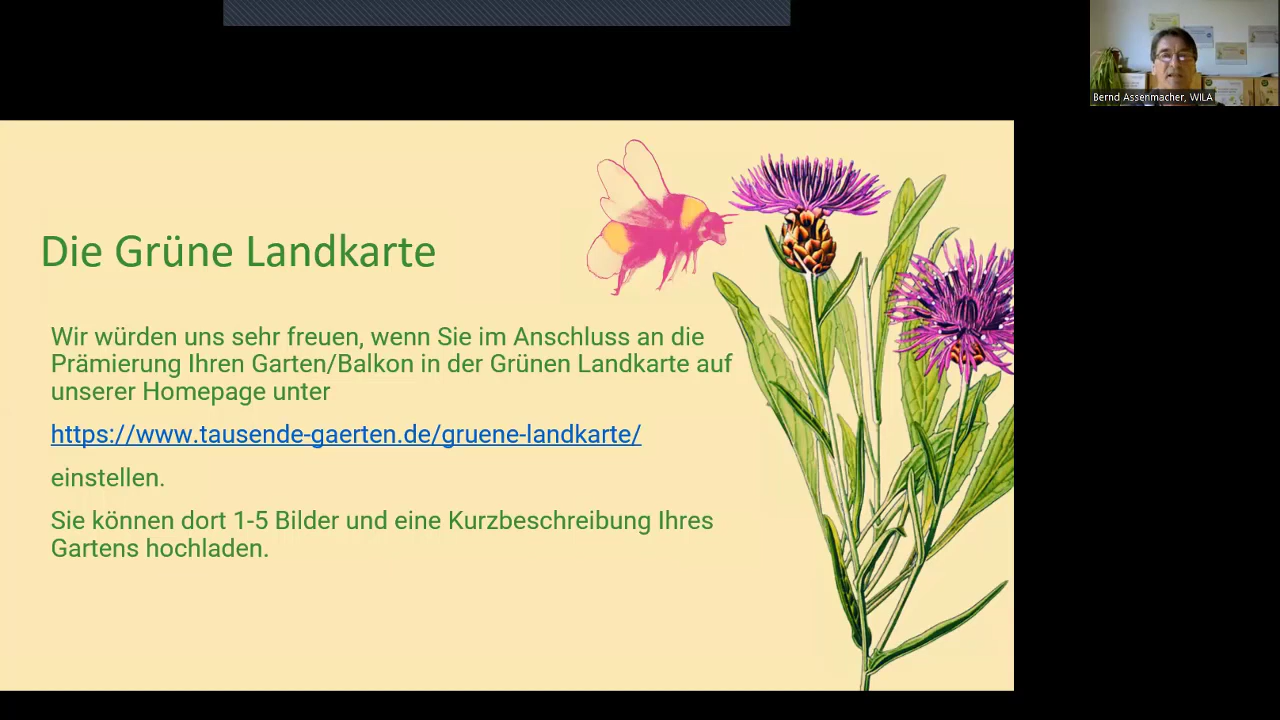 Bernd Assenmacher, WILA
Die Grüne Landkarte
Wir würden uns sehr freuen, wenn Sie im Anschluss an die
Prämierung Ihren Garten/Balkon in der Grünen Landkarte auf
unserer Homepage unter
https://www.tausende-gaerten.de/gruene-landkarte/
einstellen.
Sie können dort 1-5 Bilder und eine Kurzbeschreibung Ihres
Gartens hochladen.